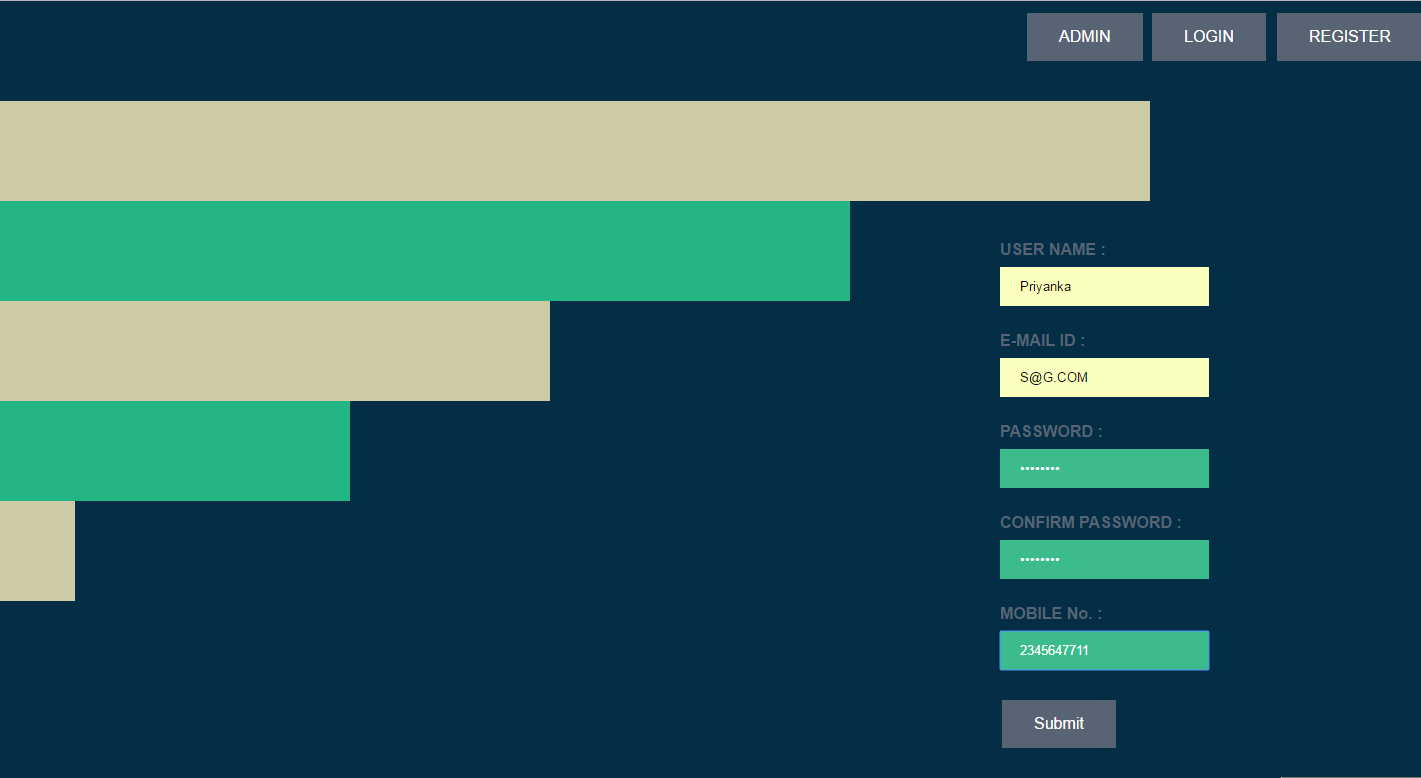 ADMIN LOGIN REGISTER
USER NAME :
Priyanka
E-MAIL ID :
S@G.COM
PASSWORD :
••••••••
CONFIRM PASSWORD :
••••••••
MOBILE No. :
2345647711
Submit